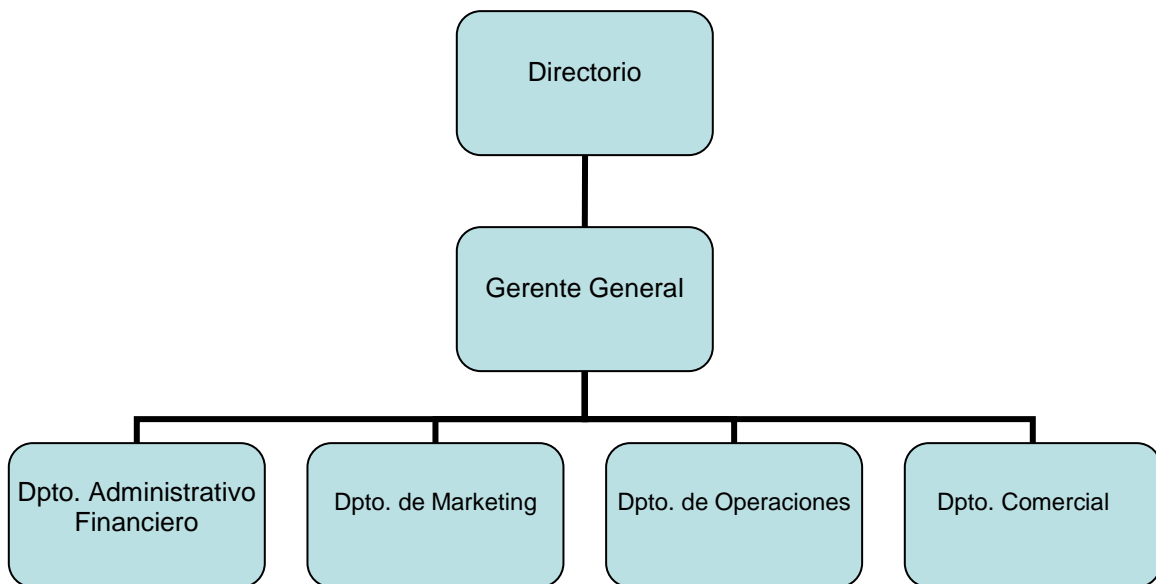 Directorio
Gerente General
Dpto. Administrativo
Financiero
Dpto. de Marketing
Dpto. de Operaciones
Dpto. Comercial